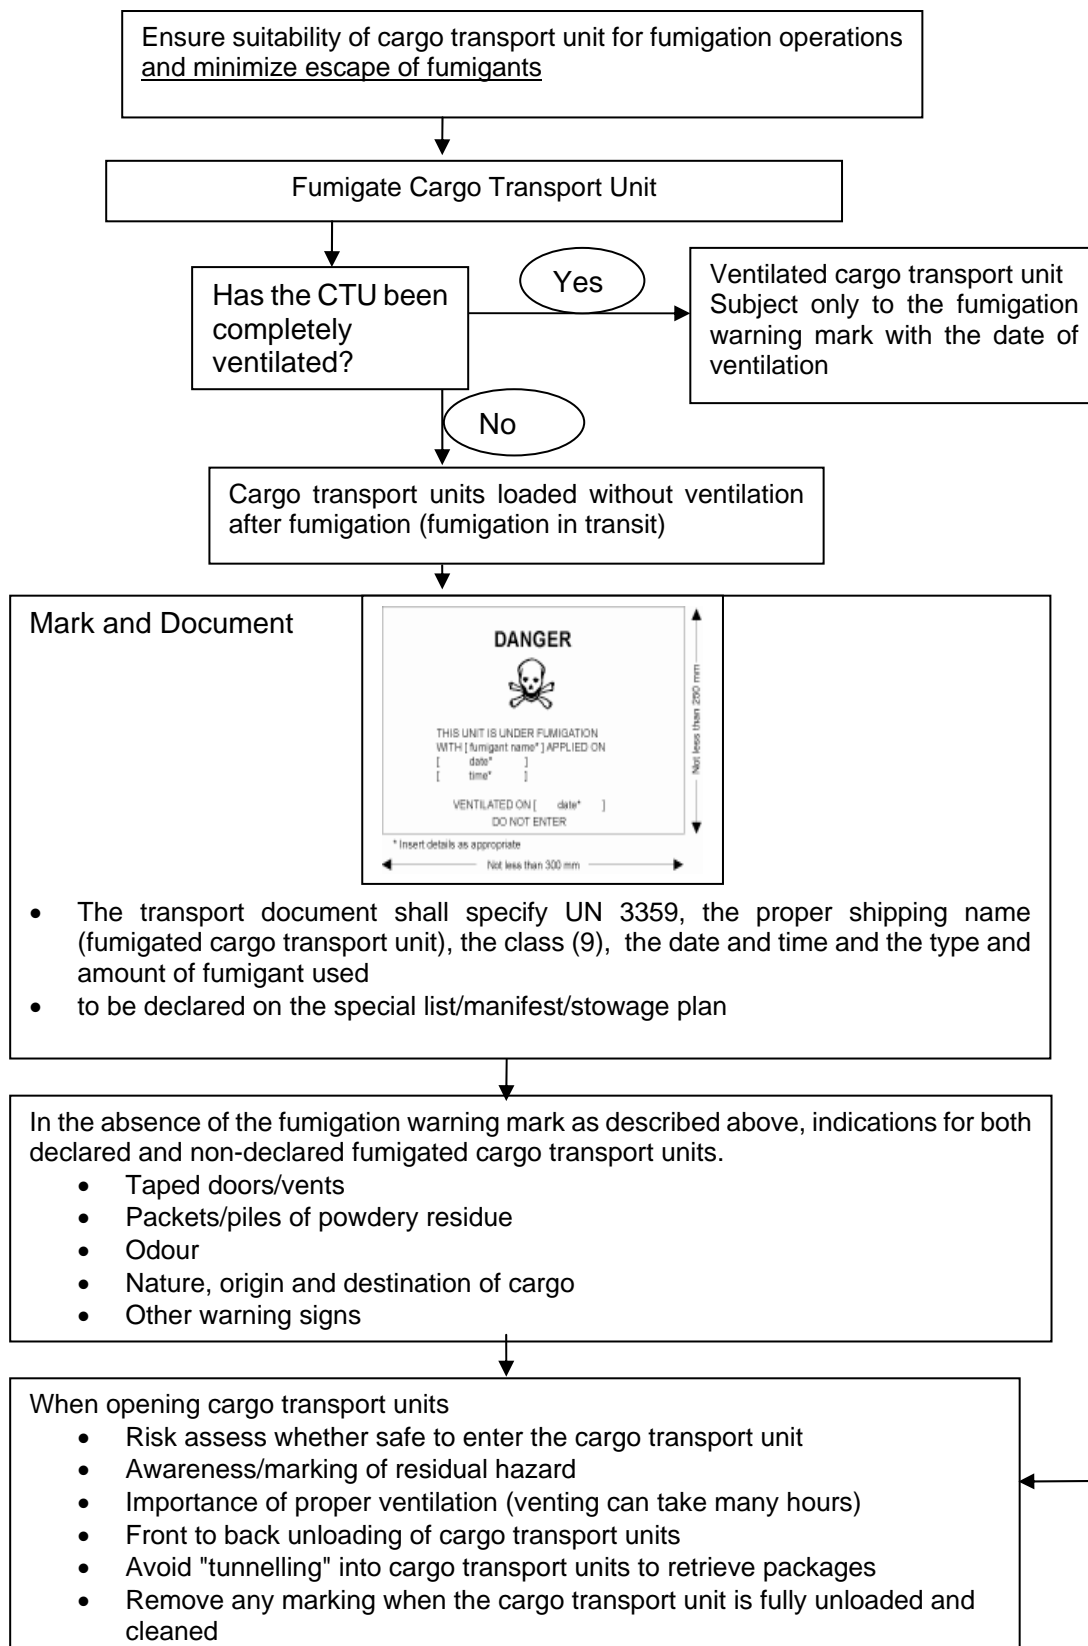 Ensure suitability of cargo transport unit for fumigation operations
and minimize escape of fumigants
Fumigate Cargo Transport Unit
Has the CTU been
completely
ventilated?
Yes
Ventilated cargo transport unit
Subject only to the fumigation
warning mark with the date of
ventilation
No
Cargo transport units loaded without ventilation
after fumigation (fumigation in transit)
Mark and Document
DANGER
THIS UNIT IS UNDER FUMIGATION
WITH [ fumigant name* ] APPLIED ON
[ date* ]
[ time* ]
VENTILATED ON [ date* ]
DO NOT ENTER
* Insert details as appropriate
Not less than 300 mm
Not less than 250 mm
• The transport document shall specify UN 3359, the proper shipping name
(fumigated cargo transport unit), the class (9), the date and time and the type and
amount of fumigant used
• to be declared on the special list/manifest/stowage plan
In the absence of the fumigation warning mark as described above, indications for both
declared and non-declared fumigated cargo transport units.
• Taped doors/vents
• Packets/piles of powdery residue
• Odour
• Nature, origin and destination of cargo
• Other warning signs
When opening cargo transport units
• Risk assess whether safe to enter the cargo transport unit
• Awareness/marking of residual hazard
• Importance of proper ventilation (venting can take many hours)
• Front to back unloading of cargo transport units
• Avoid "tunnelling" into cargo transport units to retrieve packages
• Remove any marking when the cargo transport unit is fully unloaded and
cleaned